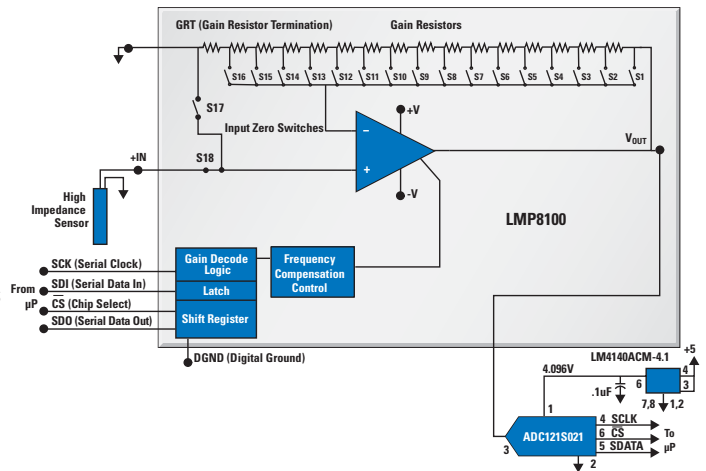 GRT (Gain Resistor Termination)
Gain Resistors
S16 S15 S14 S13 S12 S11 S10 S9 S8 S7 S6 S5 S4 S3 S2 S1
S17
+V
Input Zero Switches
−
VOUT
+IN
S18
+
High
Impedance
Sensor
-V
LMP8100
SCK (Serial Clock)
SDI (Serial Data In)
From
µP
CS (Chip Select)
SDO (Serial Data Out)
Gain Decode
Logic
Latch
Shift Register
Frequency
Compensation
Control
DGND (Digital Ground)
LM4140ACM-4.1
+5
4.096V
.1uF
6
4
3
7,8
1,2
1
ADC121S021
3
4 SCLK
6 CS
5 SDATA
To
µP
2